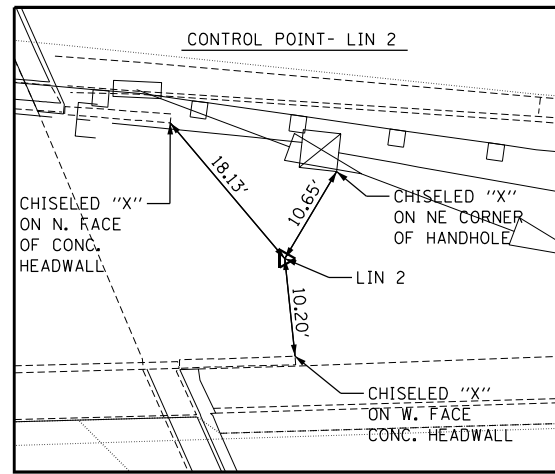 CONTROL POINT- LIN 2
18.13'
10.65'
CHISELED "X"
ON N. FACE
OF CONC.
HEADWALL
CHISELED "X"
ON NE CORNER
OF HANDHOLE
LIN 2
10.20'
CHISELED "X"
ON W. FACE
CONC. HEADWALL